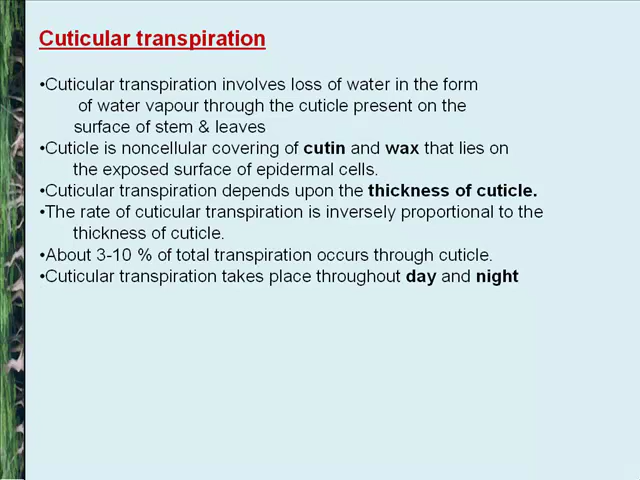 Cuticular transpiration
•Cuticular transpiration involves loss of water in the form
of water vapour through the cuticle present on the
surface of stem & leaves
•Cuticle is noncellular covering of cutin and wax that lies on
the exposed surface of epidermal cells.
•Cuticular transpiration depends upon the thickness of cuticle.
•The rate of cuticular transpiration is inversely proportional to the
thickness of cuticle.
•About 3-10 % of total transpiration occurs through cuticle.
•Cuticular transpiration takes place throughout day and night